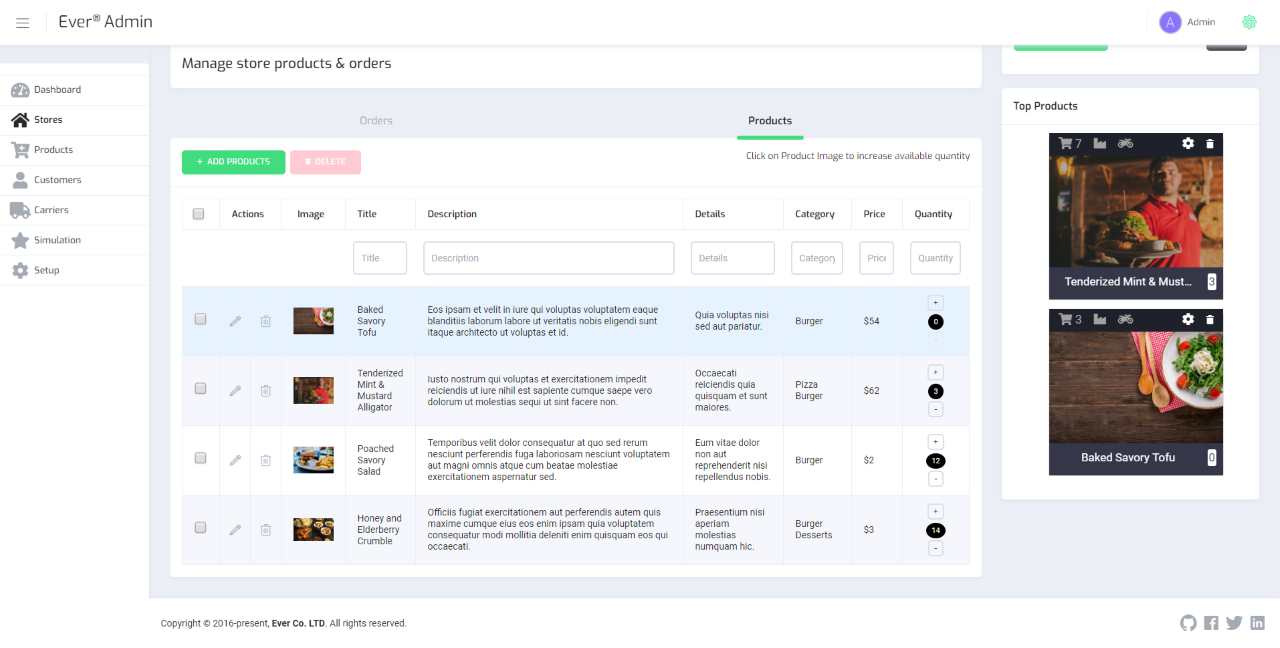 Ever® Admin
A Admin
Manage store products & orders
Dashboard
Stores
Products
Customers
Carriers
Simulation
Setup
Orders
Products
+ ADD PRODUCTS
DELETE
Click on Product Image to increase available quantity
Actions Image Title Description Details Category Price Quantity
Title Description Details Category Price Quantity
Baked
Savory
Tofu
Eos ipsam et velit in iure qui voluptas voluptatem eaque
blanditiis laborum labore ut veritatis nobis eligendi sunt
itaque architecto ut voluptas et id.
Quia voluptas nisi
sed aut pariatur.
Burger
$54
+
0
-
Tenderized
Mint &
Mustard
Alligator
Iusto nostrum qui voluptas et exercitationem impedit
reiciendis ut iure nihil est sapiente cumque saepe vero
dolorum ut molestias sequi ut sint facere non.
Occaecati
reiciendis quia
quisquam et sunt
maiores.
Pizza
Burger
$62
+
3
-
Poached
Savory
Salad
Temporibus velit dolor consequatur at quo sed rerum
nesciunt perferendis fuga laboriosam nesciunt voluptatem
aut magni omnis atque cum beatae molestiae
exercitationem aspernatur sed.
Eum vitae dolor
non aut
reprehenderit nisi
repellendus nobis.
Burger
$2
+
12
-
Honey and
Elderberry
Crumble
Officiis fugiat exercitationem aut perferendis autem quis
maxime cumque eius eos enim ipsam quia voluptatem
consequatur modi mollitia deleniti enim quisquam eos qui
occaecati.
Praesentium nisi
aperiam
molestias
numquam hic.
Burger
Desserts
$3
+
14
-
Top Products
7
Tenderized Mint & Must... 3
3
Baked Savory Tofu 0
Copyright © 2016-present, Ever Co. LTD. All rights reserved.